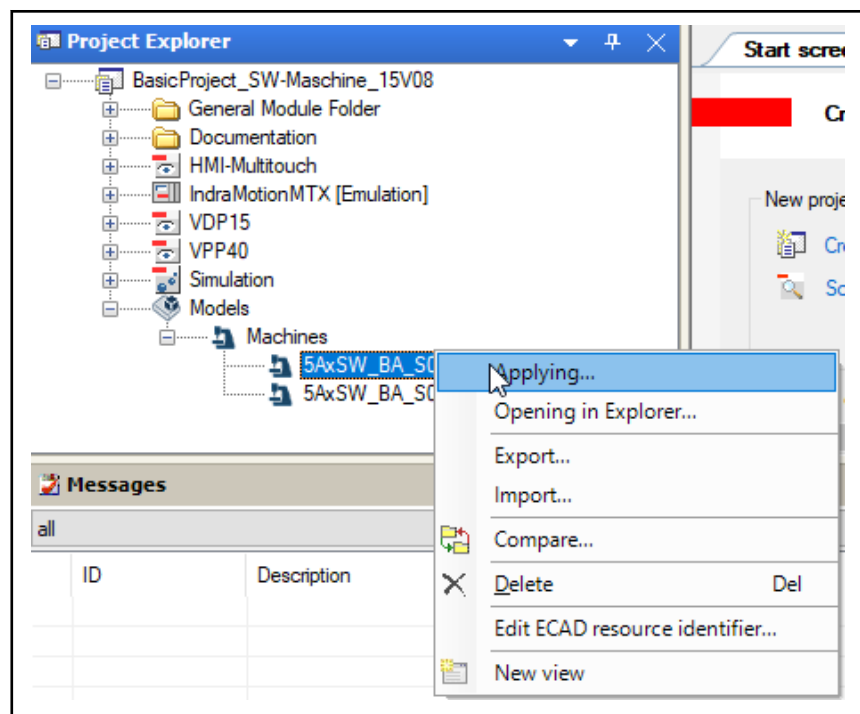 Project Explorer
Start scree
BasicProject_SW-Maschine_15V08
General Module Folder
Documentation
HMI-Multitouch
IndraMotionMTX [Emulation]
VDP15
VPP40
Simulation
Models
Machines
5AxSW_BA_S0
5AxSW_BA_S0
Cr
New proje
Cre
Sc
Applying...
Opening in Explorer...
Export...
Import...
Compare...
Delete Del
Edit ECAD resource identifier...
New view
Messages
all
ID Description